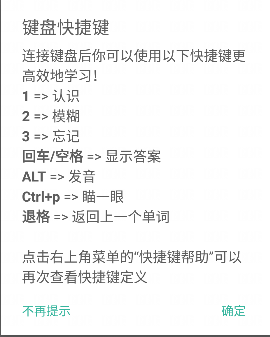 键盘快捷键
连接键盘后你可以使用以下快捷键更
高效地学习！
1 => 认识
2 => 模糊
3 => 忘记
回车/空格 => 显示答案
ALT => 发音
Ctrl+p => 瞄一眼
退格 => 返回上一个单词
点击右上角菜单的“快捷键帮助”可以
再次查看快捷键定义
不再提示
确定